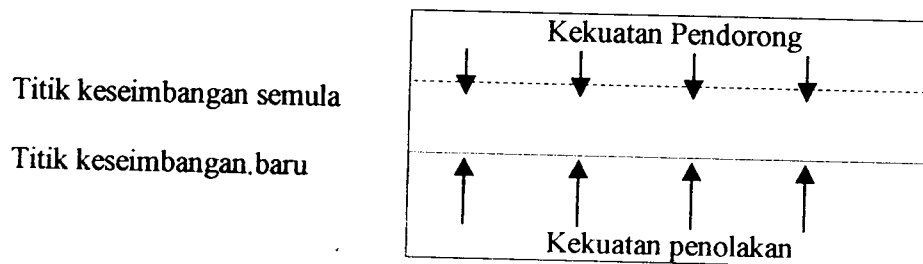 Kekuatan Pendorong
Titik keseimbangan semula
Titik keseimbangan.baru
Kekuatan penolakan